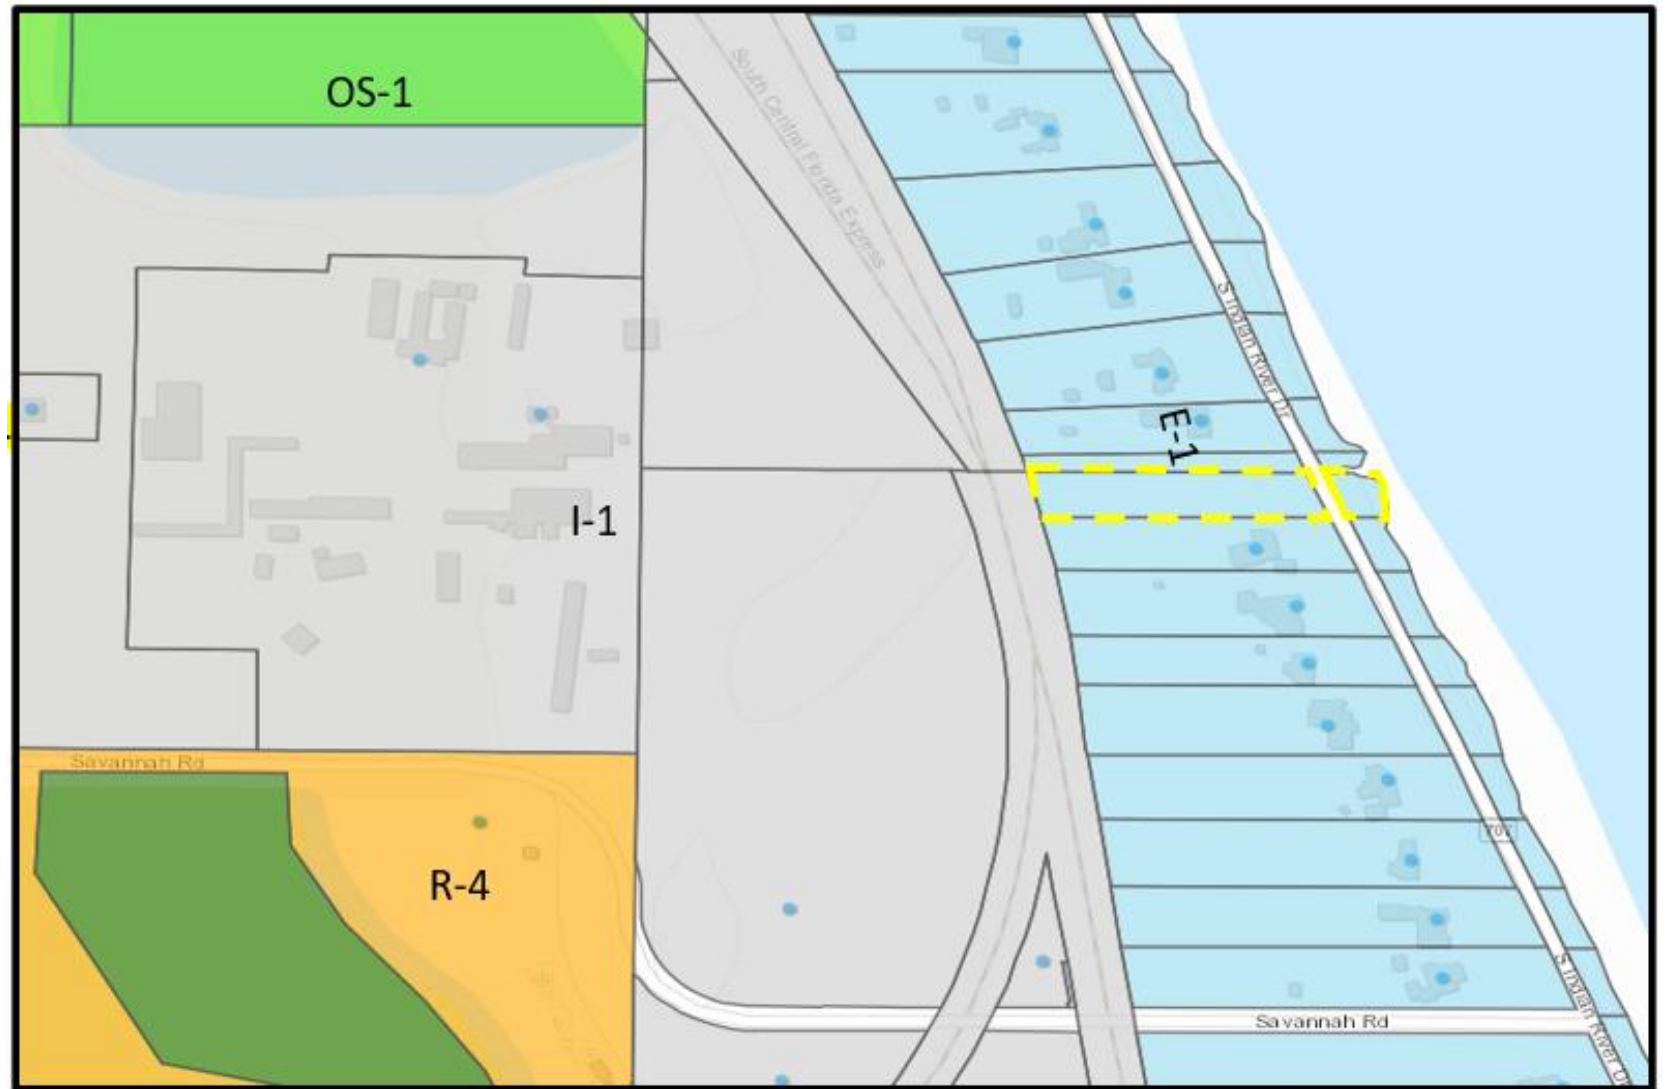 OS-1
South Central Florida Express
S Indian River Dr
E-1
I-1
Savannah Rd
707
R-4
S Indian River Dr
Savannah Rd